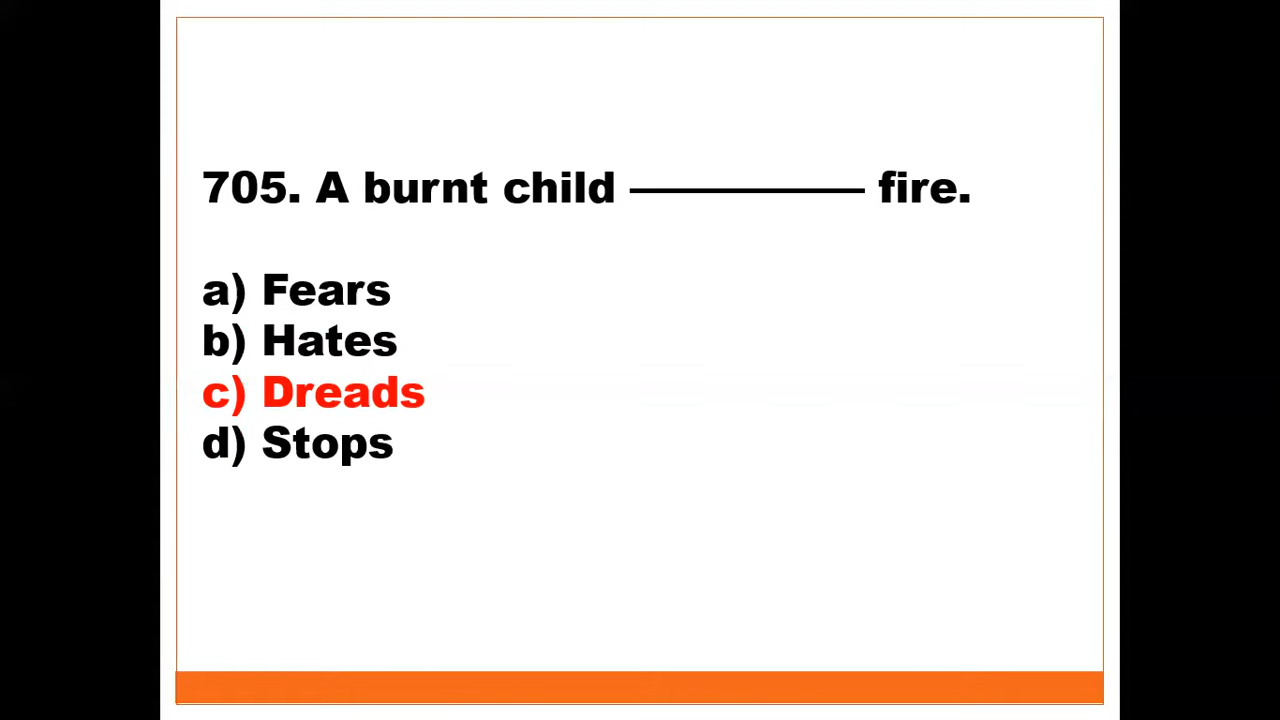 705. A burnt child ————— fire.
a) Fears
b) Hates
c) Dreads
d) Stops